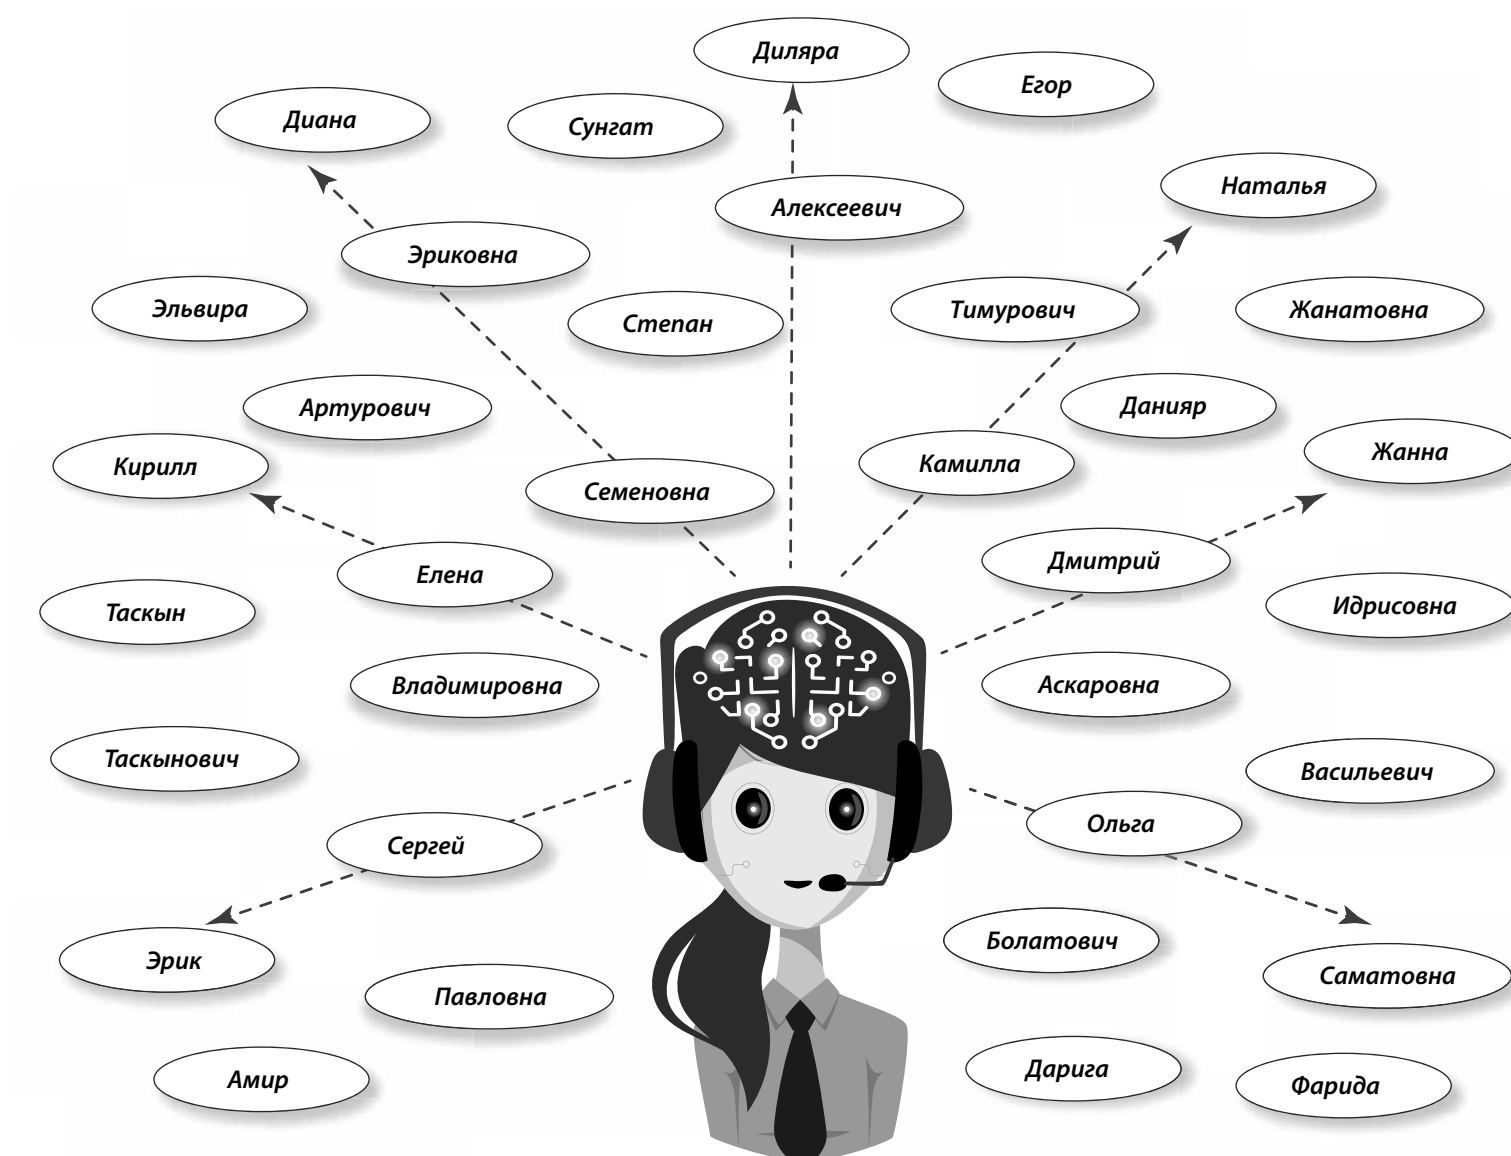 Диляра
Егор
Диана
Сунгат
Наталья
Алексеевич
Эриковна
Эльвира
Степан
Тимурович
Жанатовна
Артурович
Данияр
Кирилл
Жанна
Камилла
Семеновна
Елена
Дмитрий
Таскын
Идрисовна
Владимировна
Аскаровна
Таскынович
Васильевич
Сергей
Ольга
Эрик
Болатович
Саматовна
Павловна
Амир
Дарига
Фарида